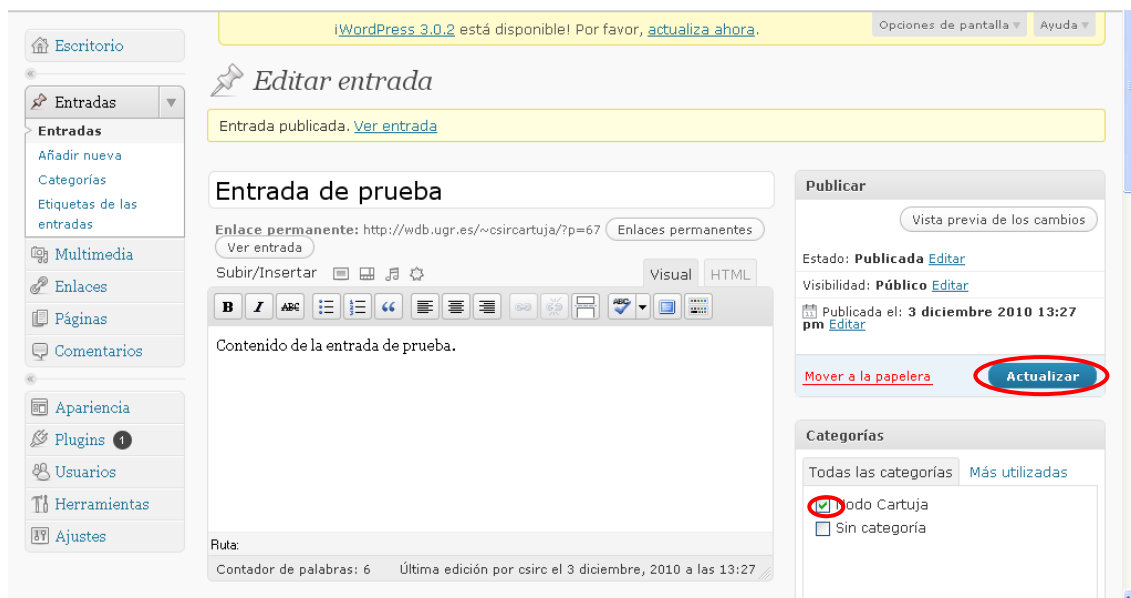 ¡WordPress 3.0.2 está disponible! Por favor, actualiza ahora.
Opciones de pantalla
Ayuda
Escritorio
Entradas
Entradas
Añadir nueva
Categorías
Etiquetas de las
entradas
Multimedia
Enlaces
Páginas
Comentarios
Apariencia
Plugins 1
Usuarios
Herramientas
Ajustes
Editar entrada
Entrada publicada. Ver entrada
Entrada de prueba
Enlace permanente: http://wdb.ugr.es/~csircartuja/?p=67 Enlaces permanentes
Ver entrada
Subir/Insertar
Visual HTML
B I ABC ABC
Contenido de la entrada de prueba.
Ruta:
Contador de palabras: 6 Última edición por csirc el 3 diciembre, 2010 a las 13:27
Publicar
Vista previa de los cambios
Estado: Publicada Editar
Visibilidad: Público Editar
Publicada el: 3 diciembre 2010 13:27
pm Editar
Mover a la papelera Actualizar
Categorías
Todas las categorías Más utilizadas
Nodo Cartuja
Sin categoría